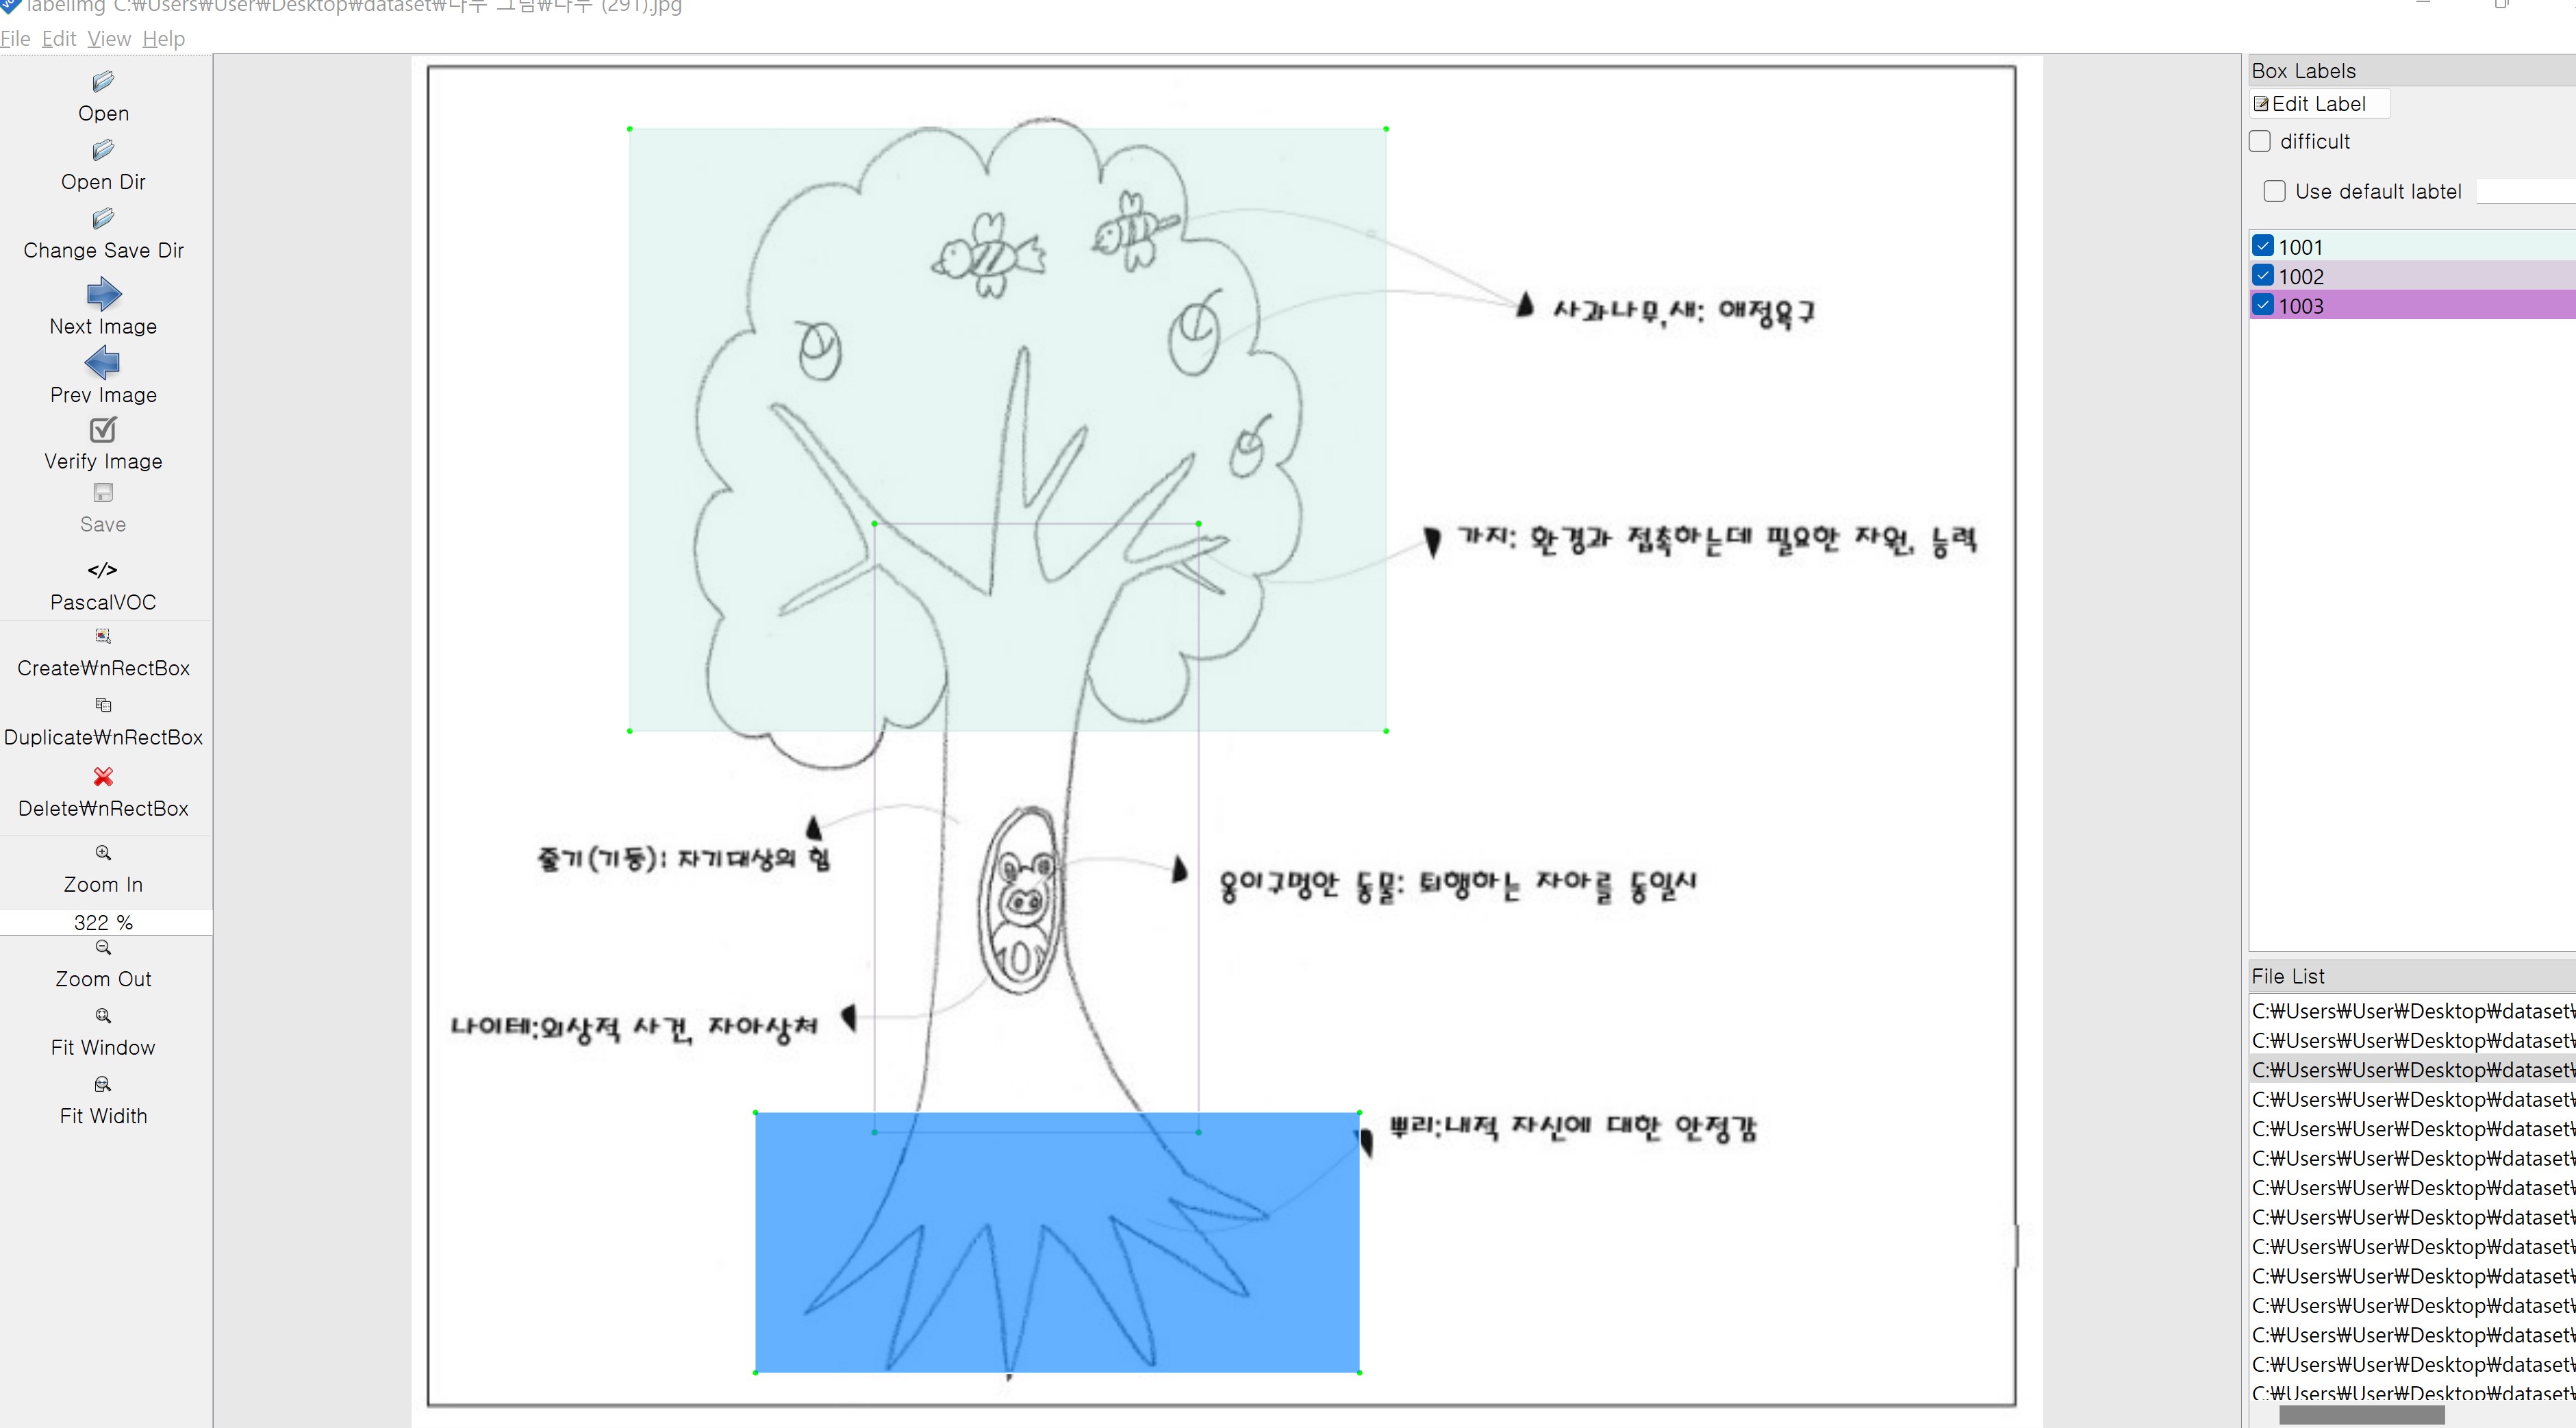 labelImg C:₩Users₩User₩Desktop₩dataset₩나무 그림₩나무 (291).jpg
File Edit View Help
Open
Open Dir
Change Save Dir
Next Image
Prev Image
Verify Image
Save
</>
PascalVOC
Create₩nRectBox
Duplicate₩nRectBox
Delete₩nRectBox
Zoom In
322 %
Zoom Out
Fit Window
Fit Widith
사과나무,새: 애정욕구
가지: 환경과 접촉하는데 필요한 자원, 능력
줄기(기둥): 자기대상의 힘
옹이구멍안 동물: 퇴행하는 자아를 동일시
나이테:외상적 사건, 자아상처
뿌리:내적 자신에 대한 안정감
Box Labels
Edit Label
difficult
Use default labtel
1001
1002
1003
File List
C:₩Users₩User₩Desktop₩dataset₩
C:₩Users₩User₩Desktop₩dataset₩
C:₩Users₩User₩Desktop₩dataset₩
C:₩Users₩User₩Desktop₩dataset₩
C:₩Users₩User₩Desktop₩dataset₩
C:₩Users₩User₩Desktop₩dataset₩
C:₩Users₩User₩Desktop₩dataset₩
C:₩Users₩User₩Desktop₩dataset₩
C:₩Users₩User₩Desktop₩dataset₩
C:₩Users₩User₩Desktop₩dataset₩
C:₩Users₩User₩Desktop₩dataset₩
C:₩Users₩User₩Desktop₩dataset₩
C:₩Users₩User₩Desktop₩dataset₩
C:₩Users₩User₩Desktop₩dataset₩